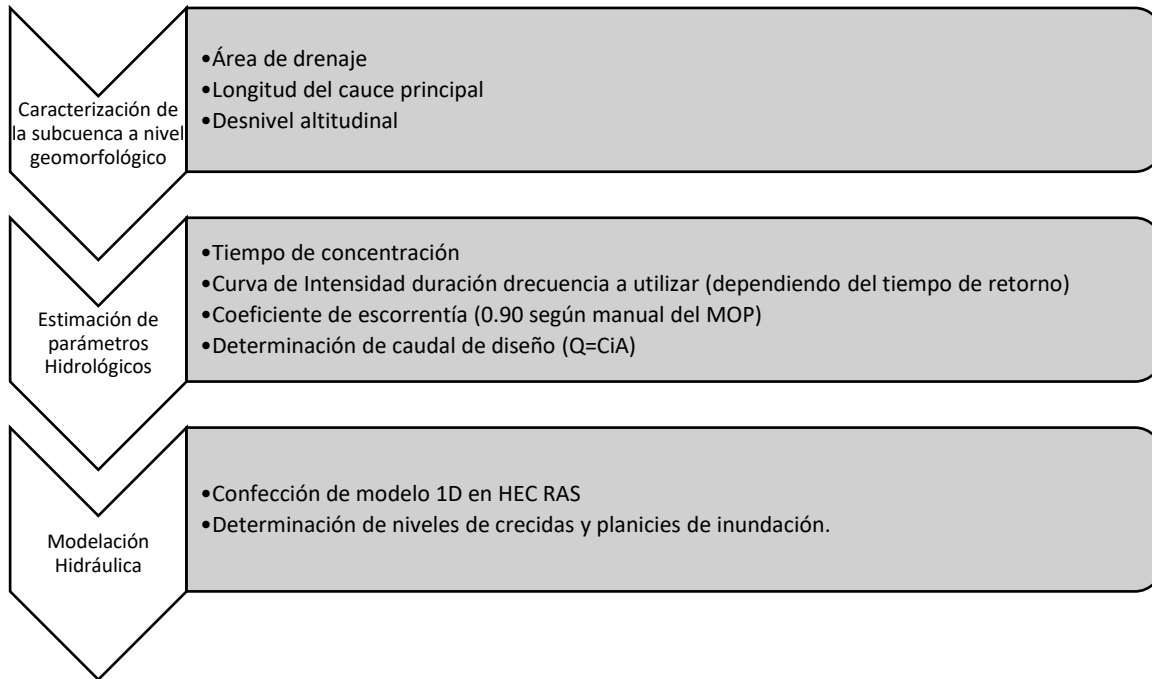 Caracterización de
la subcuenca a nivel
geomorfológico
•Área de drenaje
•Longitud del cauce principal
•Desnivel altitudinal
Estimación de
parámetros
Hidrológicos
•Tiempo de concentración
•Curva de Intensidad duración drecuencia a utilizar (dependiendo del tiempo de retorno)
•Coeficiente de escorrentía (0.90 según manual del MOP)
•Determinación de caudal de diseño (Q=CiA)
Modelación
Hidráulica
•Confección de modelo 1D en HEC RAS
•Determinación de niveles de crecidas y planicies de inundación.